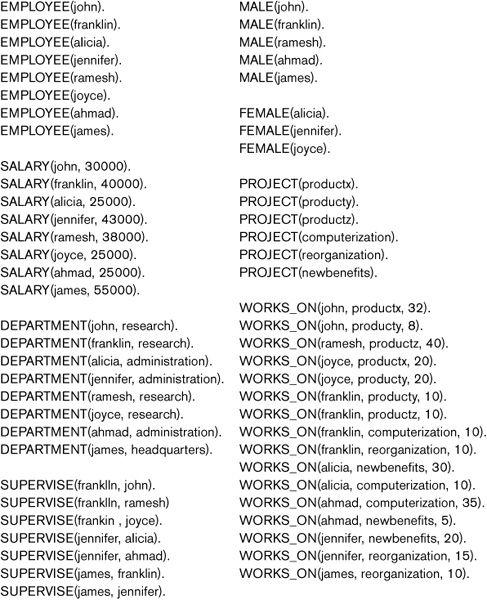 EMPLOYEE(john).
EMPLOYEE(franklin).
EMPLOYEE(alicia).
EMPLOYEE(jennifer).
EMPLOYEE(ramesh).
EMPLOYEE(joyce).
EMPLOYEE(ahmad).
EMPLOYEE(james).
SALARY(john, 30000).
SALARY(franklin, 40000).
SALARY(alicia, 25000).
SALARY(jennifer, 43000).
SALARY(ramesh, 38000).
SALARY(joyce, 25000).
SALARY(ahmad, 25000).
SALARY(james, 55000).
DEPARTMENT(john, research).
DEPARTMENT(franklin, research).
DEPARTMENT(alicia, administration).
DEPARTMENT(jennifer, administration).
DEPARTMENT(ramesh, research).
DEPARTMENT(joyce, research).
DEPARTMENT(ahmad, administration).
DEPARTMENT(james, headquarters).
SUPERVISE(franklln, john).
SUPERVISE(franklln, ramesh)
SUPERVISE(frankin , joyce).
SUPERVISE(jennifer, alicia).
SUPERVISE(jennifer, ahmad).
SUPERVISE(james, franklin).
SUPERVISE(james, jennifer).
MALE(john).
MALE(franklin).
MALE(ramesh).
MALE(ahmad).
MALE(james).
FEMALE(alicia).
FEMALE(jennifer).
FEMALE(joyce).
PROJECT(productx).
PROJECT(producty).
PROJECT(productz).
PROJECT(computerization).
PROJECT(reorganization).
PROJECT(newbenefits).
WORKS_ON(john, productx, 32).
WORKS_ON(john, producty, 8).
WORKS_ON(ramesh, productz, 40).
WORKS_ON(joyce, productx, 20).
WORKS_ON(joyce, producty, 20).
WORKS_ON(franklin, producty, 10).
WORKS_ON(franklin, productz, 10).
WORKS_ON(franklin, computerization, 10).
WORKS_ON(franklin, reorganization, 10).
WORKS_ON(alicia, newbenefits, 30).
WORKS_ON(alicia, computerization, 10).
WORKS_ON(ahmad, computerization, 35).
WORKS_ON(ahmad, newbenefits, 5).
WORKS_ON(jennifer, newbenefits, 20).
WORKS_ON(jennifer, reorganization, 15).
WORKS_ON(james, reorganization, 10).